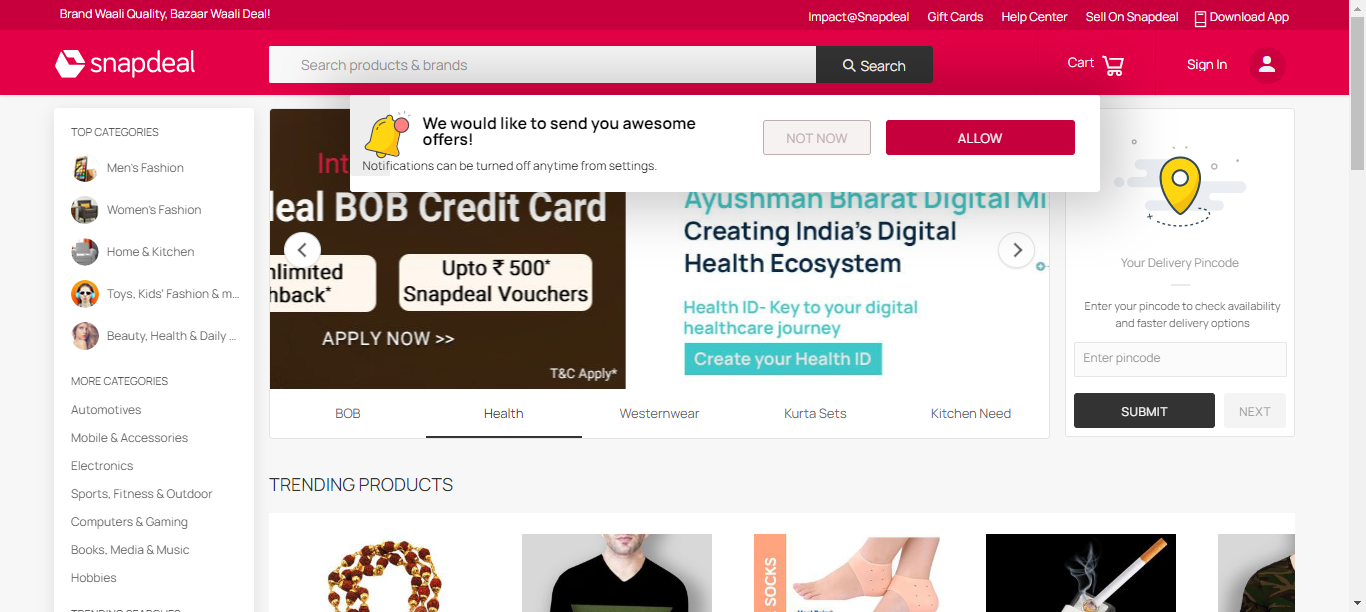 Brand Waali Quality, Bazaar Waali Deal!
Impact@Snapdeal
Gift Cards
Help Center
Sell On Snapdeal
Download App
snapdeal
Search products & brands
Search
Cart
Sign In
We would like to send you awesome
offers!
Notifications can be turned off anytime from settings.
NOT NOW
ALLOW
TOP CATEGORIES
Men's Fashion
Women's Fashion
Home & Kitchen
Toys, Kids' Fashion & m...
Beauty, Health & Daily ...
MORE CATEGORIES
Automotives
Mobile & Accessories
Electronics
Sports, Fitness & Outdoor
Computers & Gaming
Books, Media & Music
Hobbies
TRENDING SEARCHES
Int
deal BOB Credit Card
nlimited
hback*
Upto ₹ 500*
Snapdeal Vouchers
APPLY NOW >>
T&C Apply*
Ayushman Bharat Digital Mi
Creating India's Digital
Health Ecosystem
Health ID- Key to your digital
healthcare journey
Create your Health ID
BOB
Health
Westernwear
Kurta Sets
Kitchen Need
Your Delivery Pincode
Enter your pincode to check availability
and faster delivery options
Enter pincode
SUBMIT
NEXT
TRENDING PRODUCTS
SOCKS